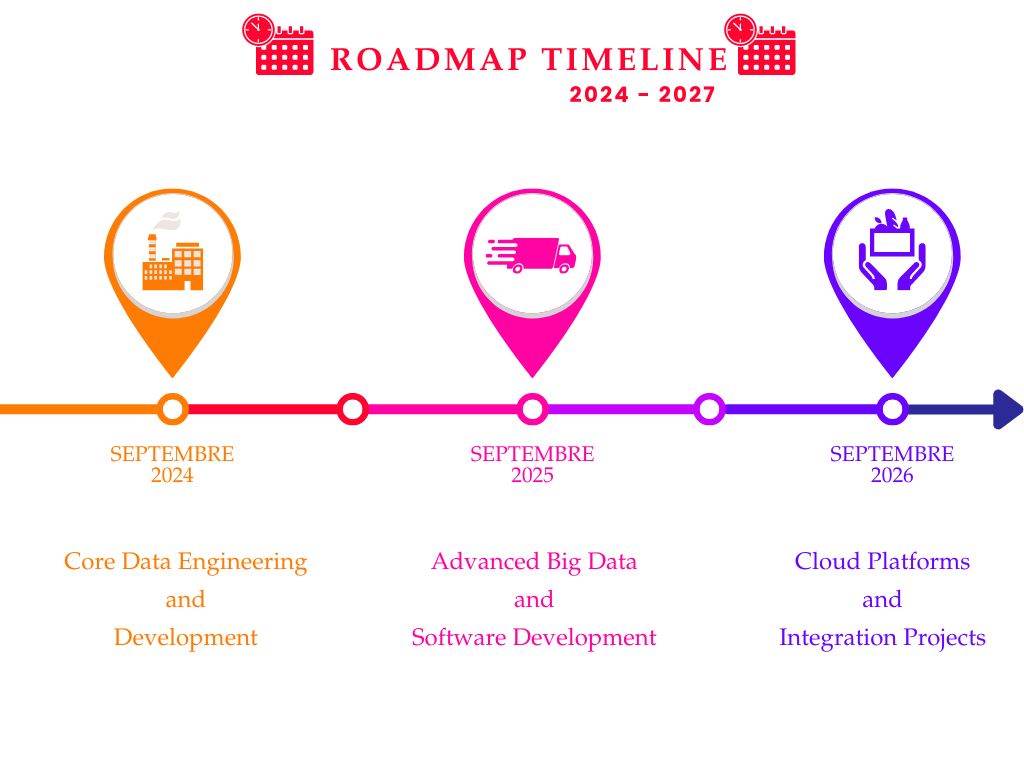 ROADMAP TIMELINE
2024 - 2027
SEPTEMBRE
2024
SEPTEMBRE
2025
SEPTEMBRE
2026
Core Data Engineering
and
Development
Advanced Big Data
and
Software Development
Cloud Platforms
and
Integration Projects